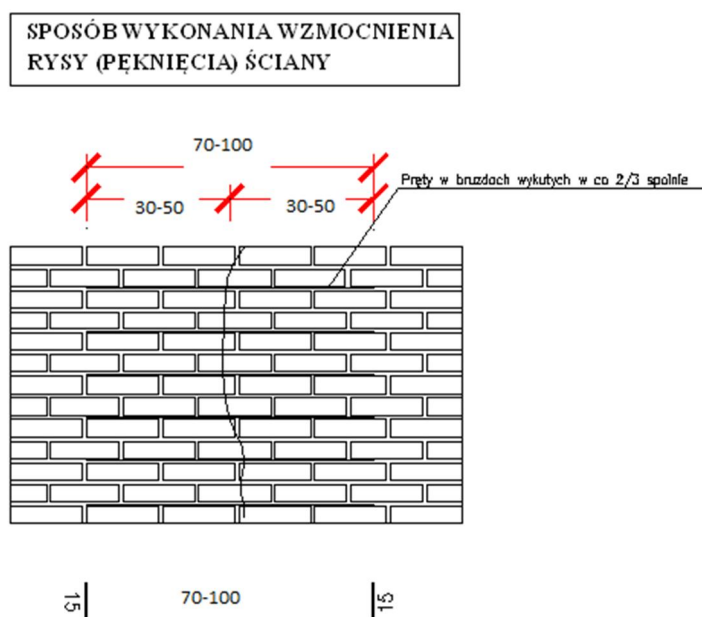 SPOSÓB WYKONANIA WZMOCNIENIA
RYSY (PĘKNIĘCIA) ŚCIANY
70-100
30-50 30-50
Pręty w bruzdach wykutych w co 2/3 spoinie
15 70-100 15